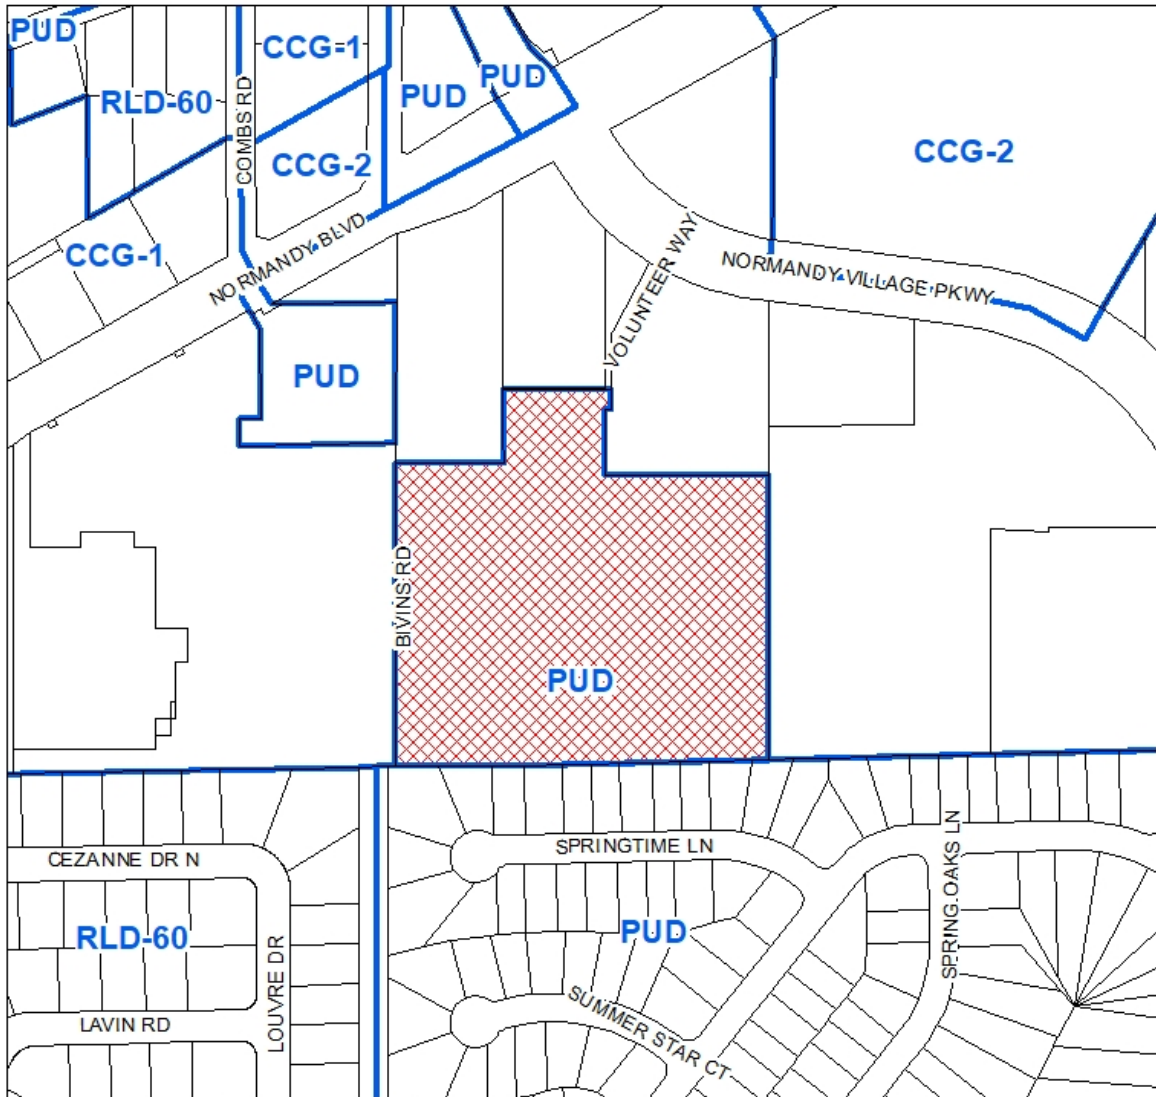 PUD
CCG-1
PUD
PUD
RLD-60
COMBS RD
CCG-2
CCG-2
CCG-1
NORMANDY BLVD
VOLUNTEER WAY
NORMANDY VILLAGE PKWY
PUD
BIVINS RD
PUD
SPRINGTIME LN
CEZANNE DR N
SPRING OAKS LN
PUD
RLD-60
LOUVRE DR
SUMMER STAR CT
LAVIN RD